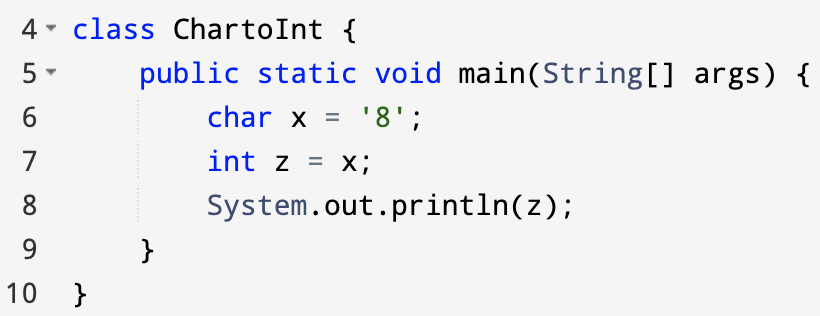 4 class ChartoInt {
5 public static void main(String[] args) {
6 char x = '8';
7 int z = x;
8 System.out.println(z);
9 }
10 }